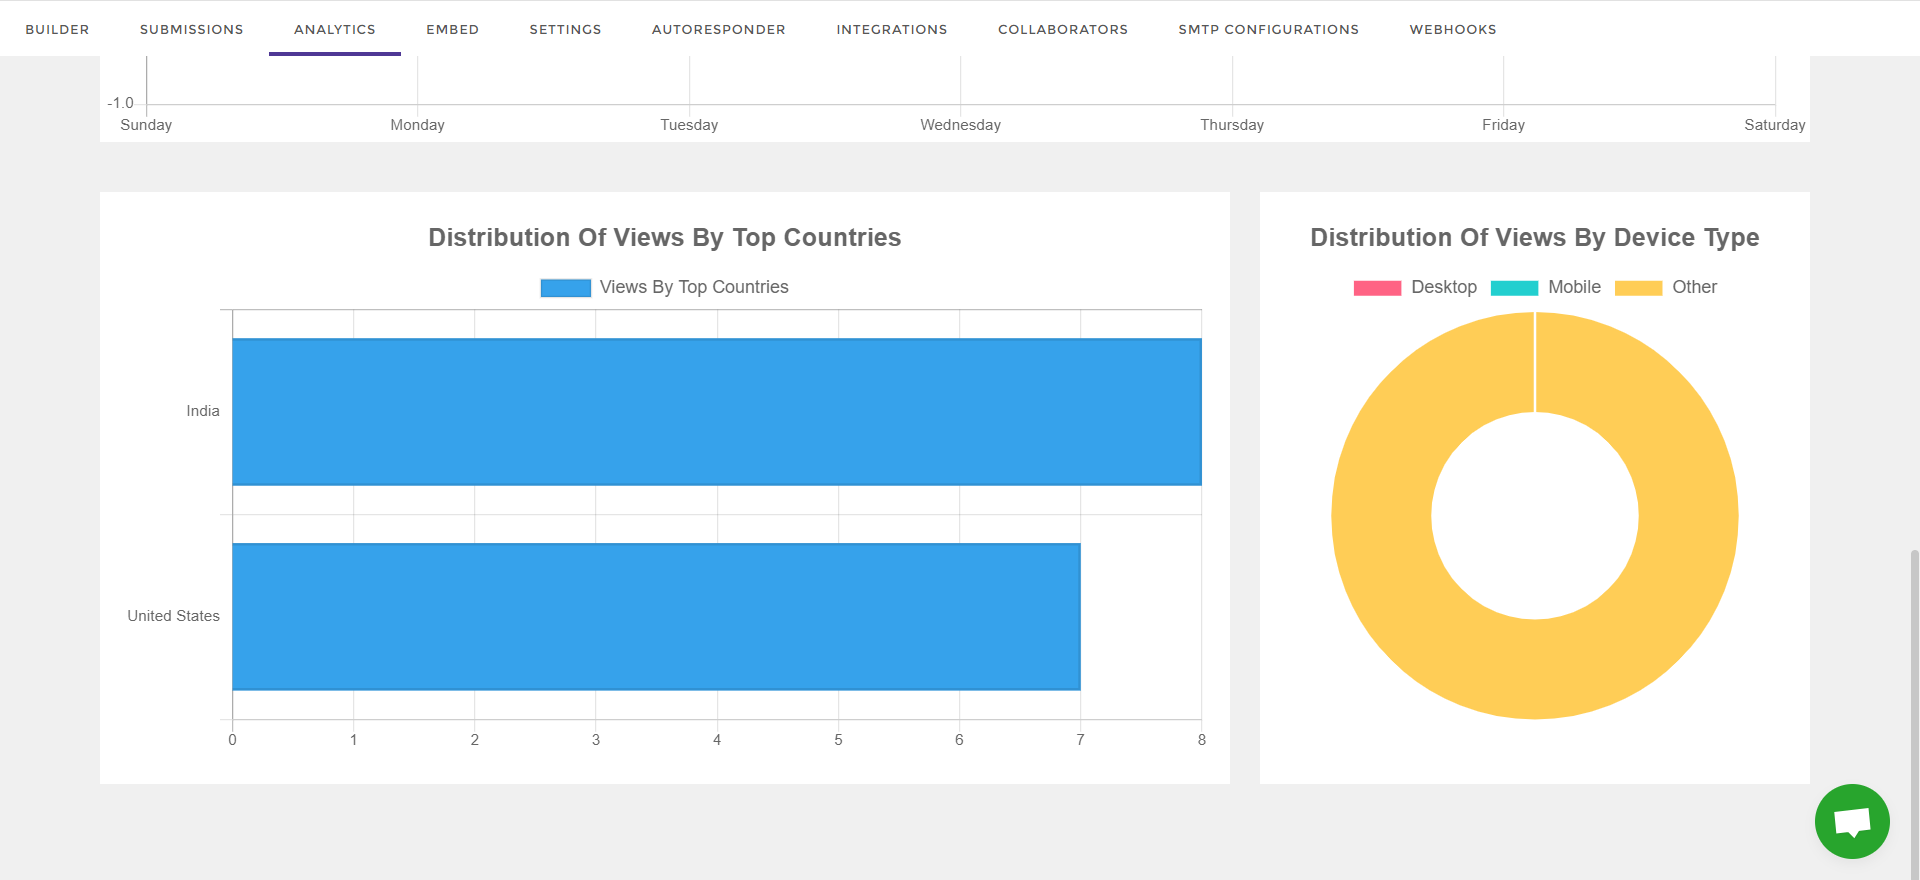 BUILDER SUBMISSIONS ANALYTICS EMBED SETTINGS AUTORESPONDER INTEGRATIONS COLLABORATORS SMTP CONFIGURATIONS WEBHOOKS
-1.0
Sunday Monday Tuesday Wednesday Thursday Friday Saturday
Distribution Of Views By Top Countries
Views By Top Countries
India
United States
0 1 2 3 4 5 6 7 8
Distribution Of Views By Device Type
Desktop Mobile Other